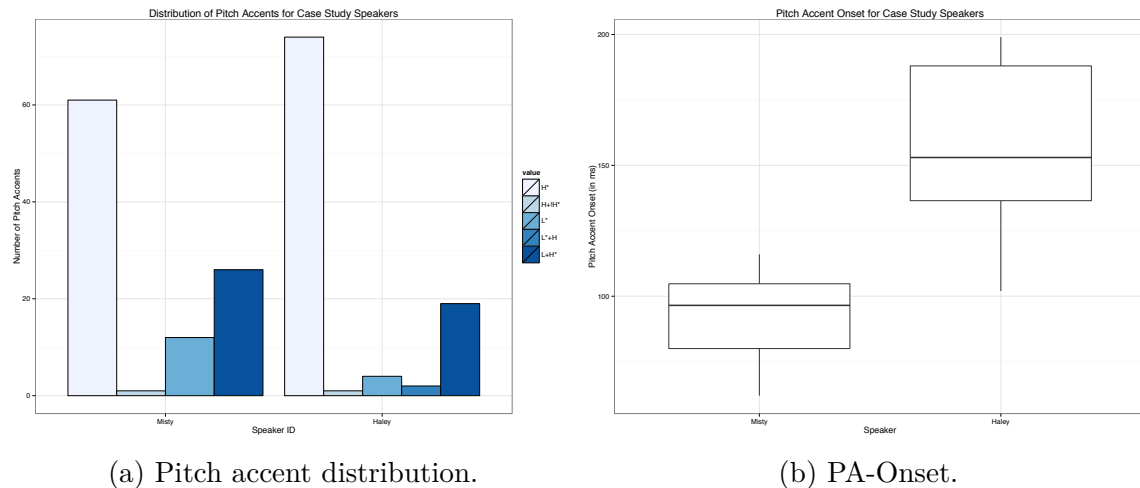 Distribution of Pitch Accents for Case Study Speakers
Number of Pitch Accents
60
40
20
0
Misty
Haley
Speaker ID
value
H*
H+!H*
L*
L*+H
L+H*
(a) Pitch accent distribution.
Pitch Accent Onset for Case Study Speakers
Pitch Accent Onset (in ms)
200
150
100
Misty
Haley
Speaker
(b) PA-Onset.